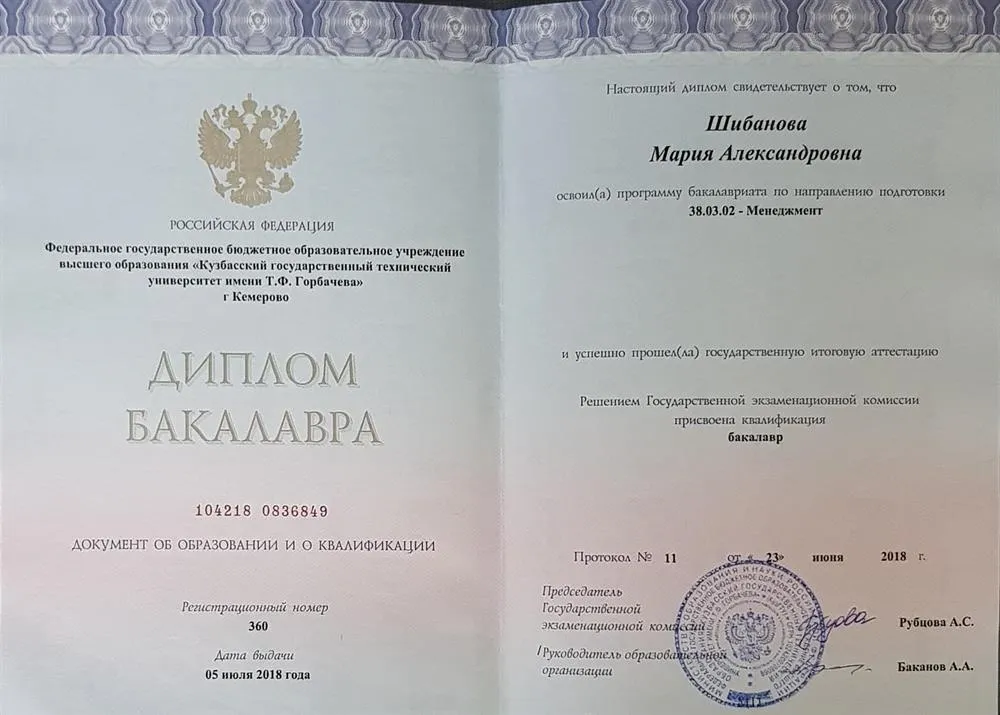 РОССИЙСКАЯ ФЕДЕРАЦИЯ
Федеральное государственное бюджетное образовательное учреждение
высшего образования «Кузбасский государственный технический
университет имени Т.Ф. Горбачева»
г Кемерово
ДИПЛОМ
БАКАЛАВРА
104218 0836849
ДОКУМЕНТ ОБ ОБРАЗОВАНИИ И О КВАЛИФИКАЦИИ
Регистрационный номер
360
Дата выдачи
05 июля 2018 года
Настоящий диплом свидетельствует о том, что
Шибанова
Мария Александровна
освоил(а) программу бакалавриата по направлению подготовки
38.03.02 - Менеджмент
и успешно прошел(ла) государственную итоговую аттестацию
Решением Государственной экзаменационной комиссии
присвоена квалификация
бакалавр
Протокол № 11 от «23» июня 2018 г.
Председатель
Государственной
экзаменационной комиссии
Рубцова А.С.
Руководитель образовательной
организации
Баканов А.А.